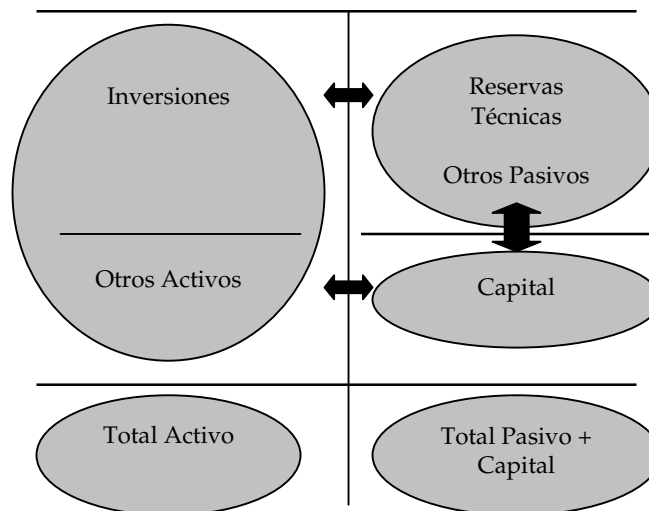 Inversiones
Otros Activos
Reservas
Técnicas
Otros Pasivos
Capital
Total Activo
Total Pasivo +
Capital